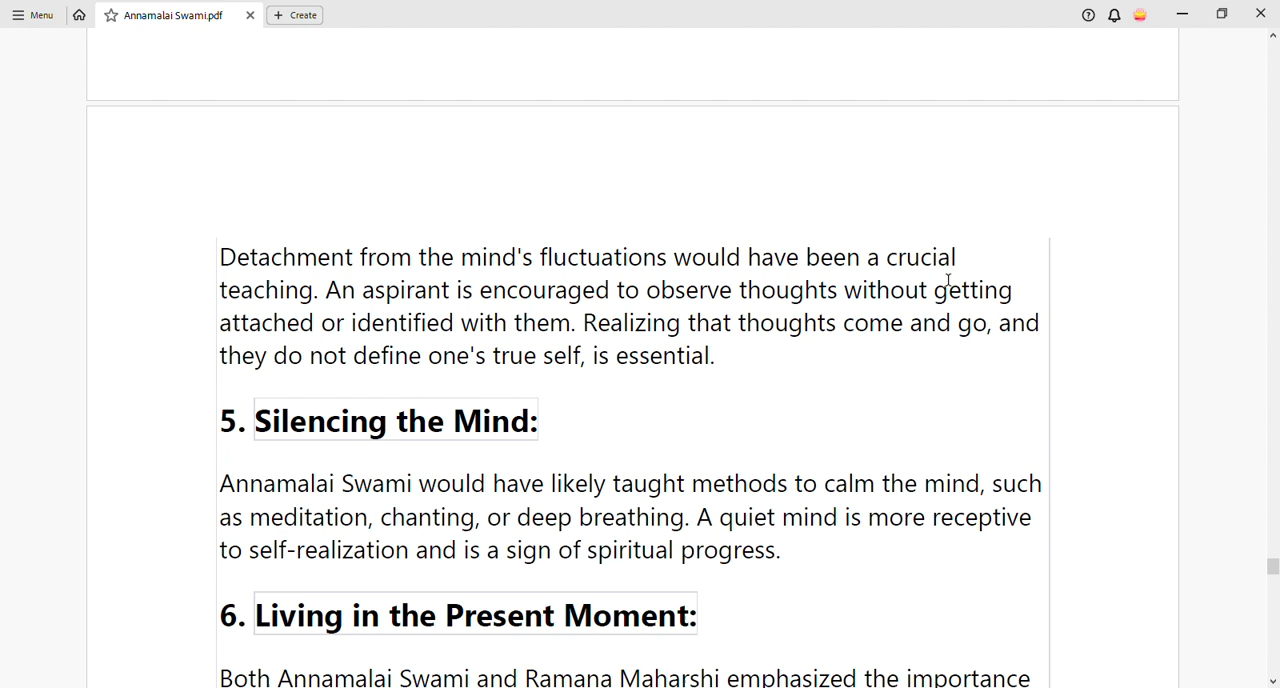 Menu
Annamalai Swami.pdf
Create
Detachment from the mind's fluctuations would have been a crucial
teaching. An aspirant is encouraged to observe thoughts without getting
attached or identified with them. Realizing that thoughts come and go, and
they do not define one's true self, is essential.
5. Silencing the Mind:
Annamalai Swami would have likely taught methods to calm the mind, such
as meditation, chanting, or deep breathing. A quiet mind is more receptive
to self-realization and is a sign of spiritual progress.
6. Living in the Present Moment:
Both Annamalai Swami and Ramana Maharshi emphasized the importance